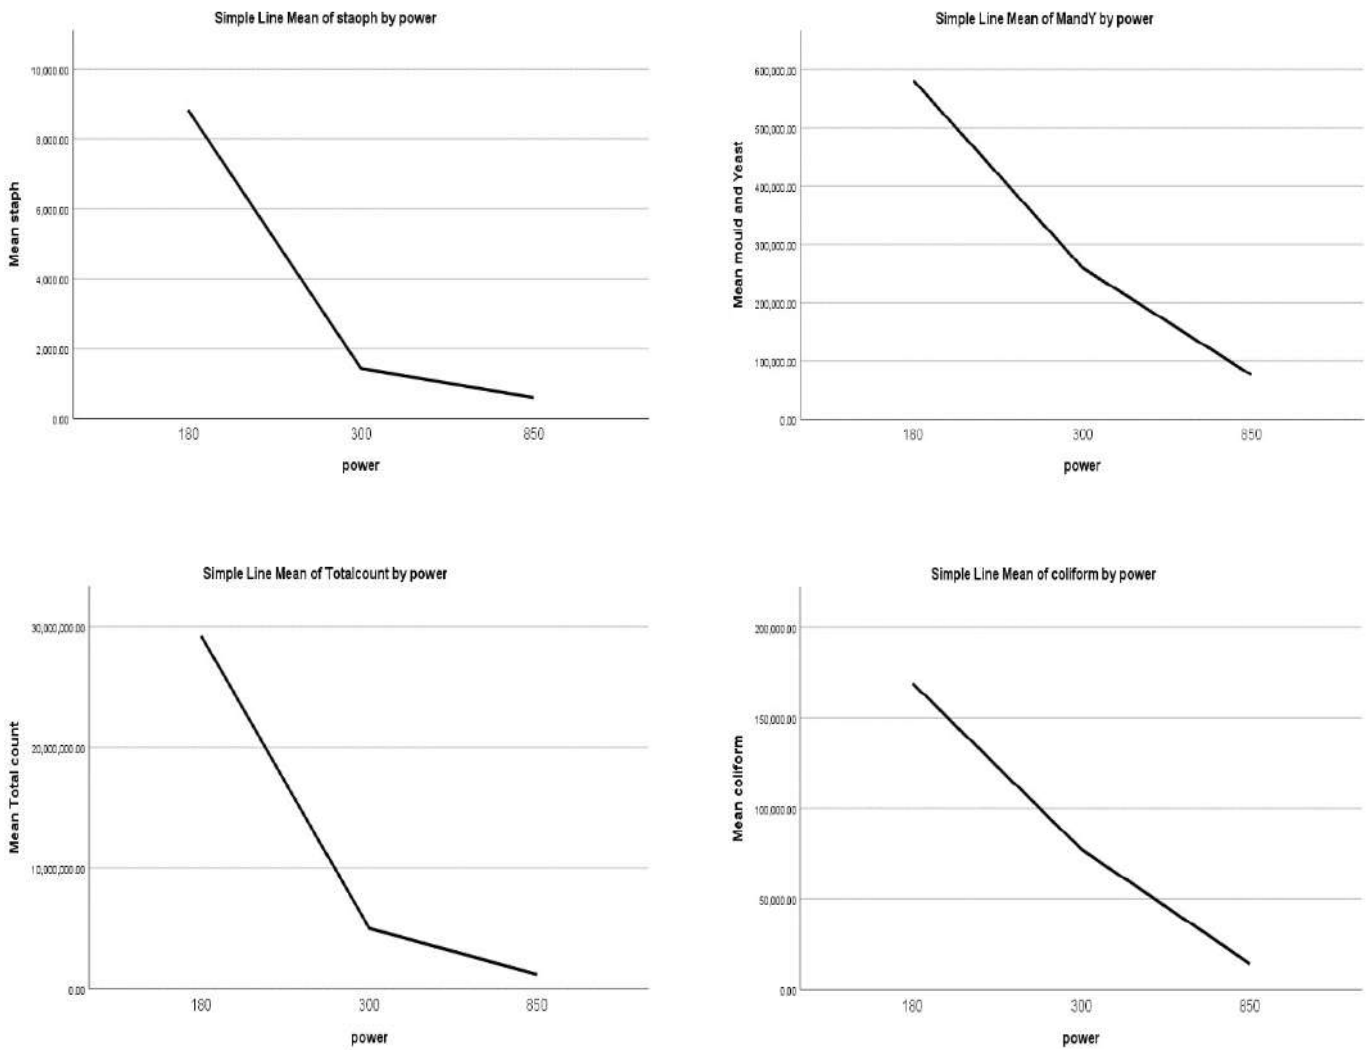 Simple Line Mean of staoph by power
10,000.00
8,000.00
6,000.00
4,000.00
2,000.00
0.00
Mean staph
180 300 850
power
Simple Line Mean of MandY by power
600,000.00
500,000.00
400,000.00
300,000.00
200,000.00
100,000.00
0.00
Mean mould and Yeast
180 300 850
power
Simple Line Mean of Totalcount by power
30,000,000.00
20,000,000.00
10,000,000.00
0.00
Mean Total count
180 300 850
power
Simple Line Mean of coliform by power
200,000.00
150,000.00
100,000.00
50,000.00
0.00
Mean coliform
180 300 850
power